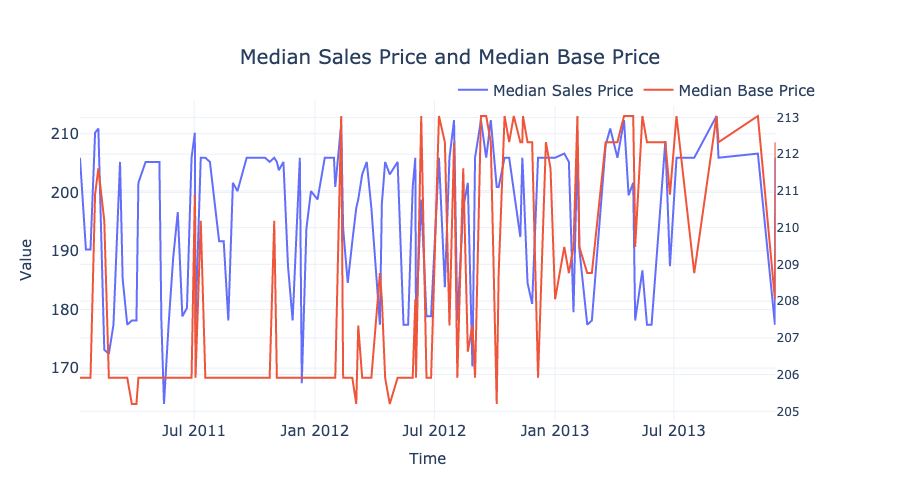 Median Sales Price and Median Base Price
Median Sales Price
Median Base Price
Value
210
200
190
180
170
213
212
211
210
209
208
207
206
205
Jul 2011
Jan 2012
Jul 2012
Jan 2013
Jul 2013
Time